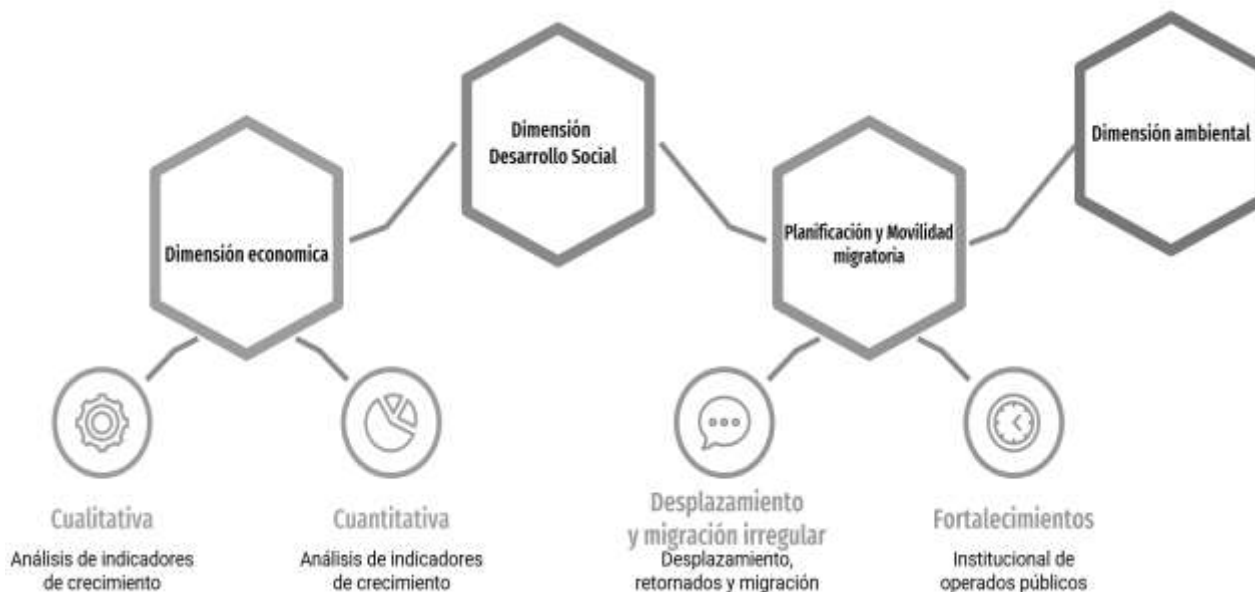 Dimensión
Desarrollo Social
Dimensión ambiental
Dimensión economica
Planificación y Movilidad
migratoria
Cualitativa
Análisis de indicadores
de crecimiento
Cuantitativa
Análisis de indicadores
de crecimiento
Desplazamiento
y migración irregular
Desplazamiento,
retornados y migración
Fortalecimientos
Institucional de
operados públicos